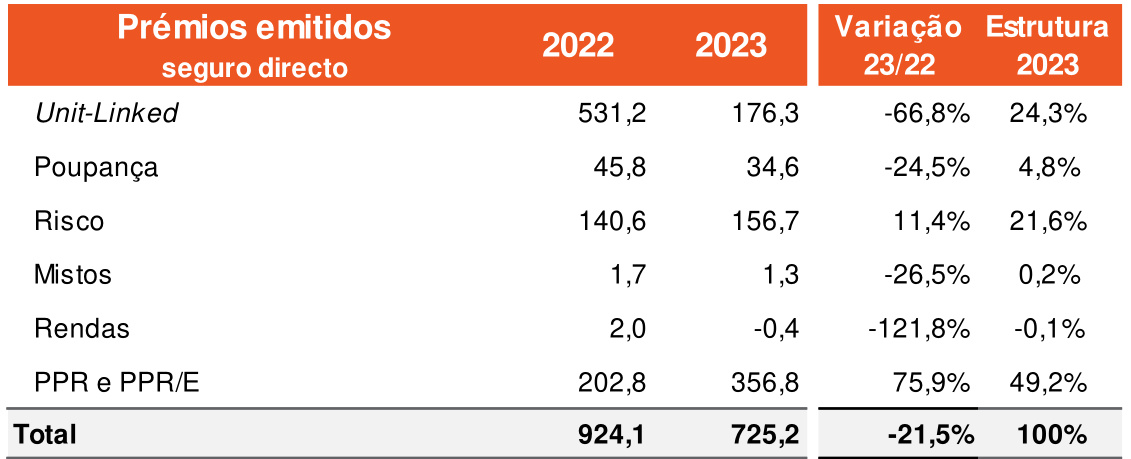 Prémios emitidos seguro directo 2022 2023 Variação 23/22 Estrutura 2023
Unit-Linked 531,2 176,3 -66,8% 24,3%
Poupança 45,8 34,6 -24,5% 4,8%
Risco 140,6 156,7 11,4% 21,6%
Mistos 1,7 1,3 -26,5% 0,2%
Rendas 2,0 -0,4 -121,8% -0,1%
PPR e PPR/E 202,8 356,8 75,9% 49,2%
Total 924,1 725,2 -21,5% 100%